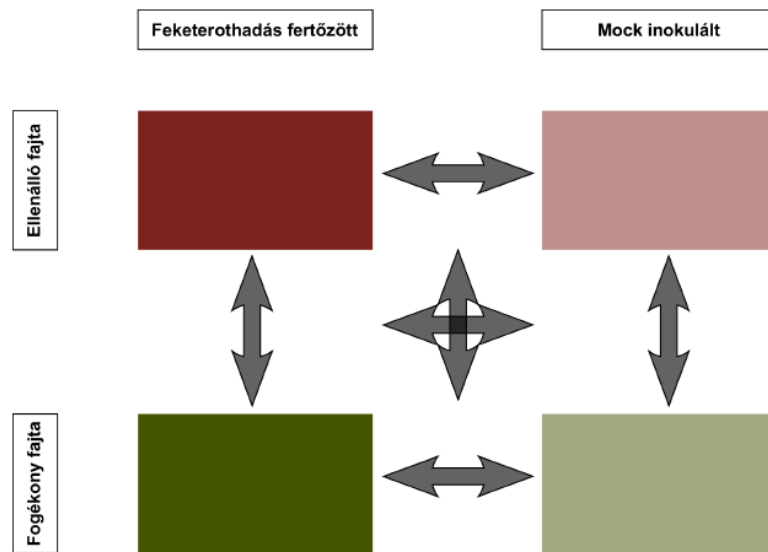 Feketerothadás fertőzött
Mock inokulált
Ellenálló fajta
Fogékony fajta